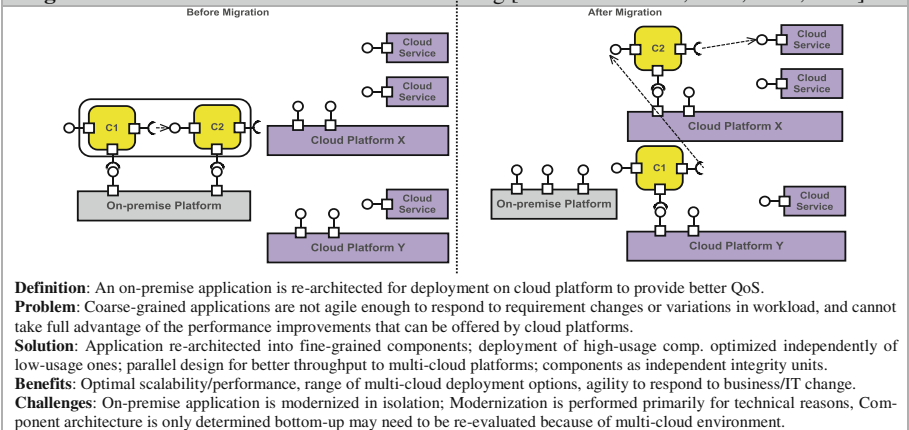 Before Migration
After Migration
Cloud Service
Cloud Service
C1
C2
Cloud Platform X
On-premise Platform
Cloud Service
Cloud Platform Y
C2
Cloud Service
Cloud Service
Cloud Platform X
C1
On-premise Platform
Cloud Service
Cloud Platform Y
Definition: An on-premise application is re-architected for deployment on cloud platform to provide better QoS.
Problem: Coarse-grained applications are not agile enough to respond to requirement changes or variations in workload, and cannot
take full advantage of the performance improvements that can be offered by cloud platforms.
Solution: Application re-architected into fine-grained components; deployment of high-usage comp. optimized independently of
low-usage ones; parallel design for better throughput to multi-cloud platforms; components as independent integrity units.
Benefits: Optimal scalability/performance, range of multi-cloud deployment options, agility to respond to business/IT change.
Challenges: On-premise application is modernized in isolation; Modernization is performed primarily for technical reasons, Com-
ponent architecture is only determined bottom-up may need to be re-evaluated because of multi-cloud environment.